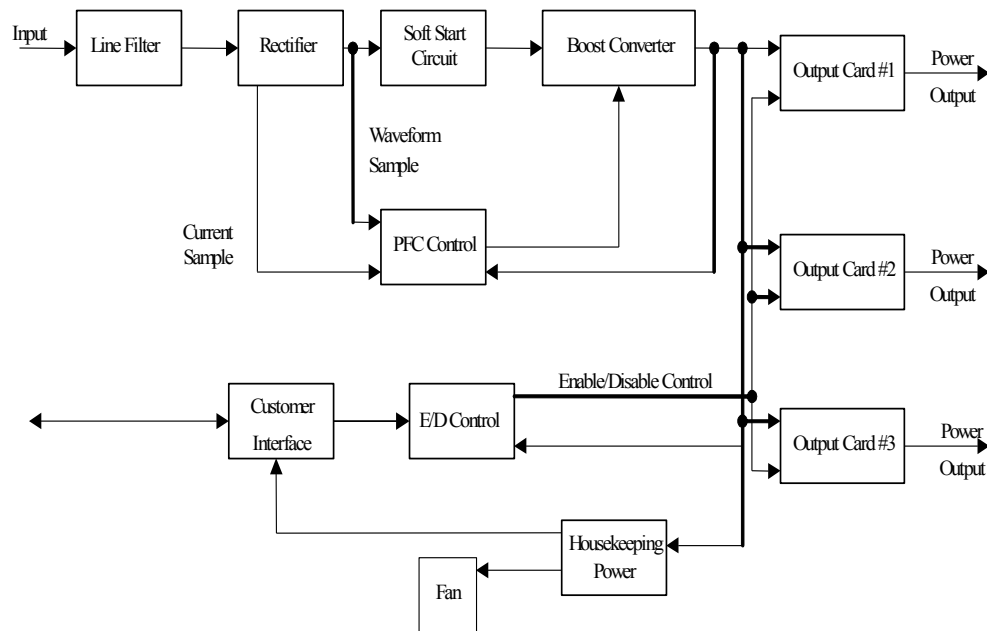 Input
Line Filter
Rectifier
Soft Start
Circuit
Boost Converter
Output Card #1
Power
Output
Waveform
Sample
Current
Sample
PFC Control
Output Card #2
Power
Output
Enable/Disable Control
Customer
Interface
E/D Control
Output Card #3
Power
Output
Housekeeping
Power
Fan